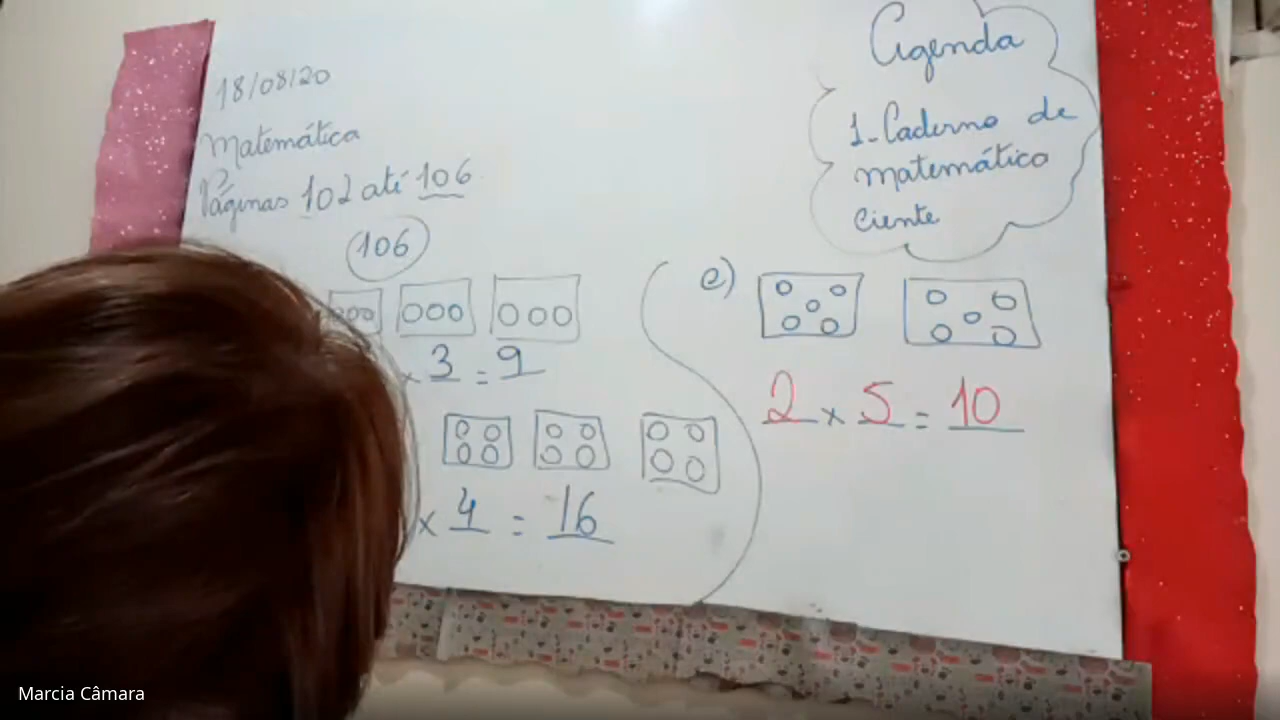 18/08/20
Matemática
Páginas 102 até 106
106
x 3 = 9
x 4 = 16
Agenda
1-Caderno de
matemática
ciente
e)
2 x 5 = 10
Marcia Câmara